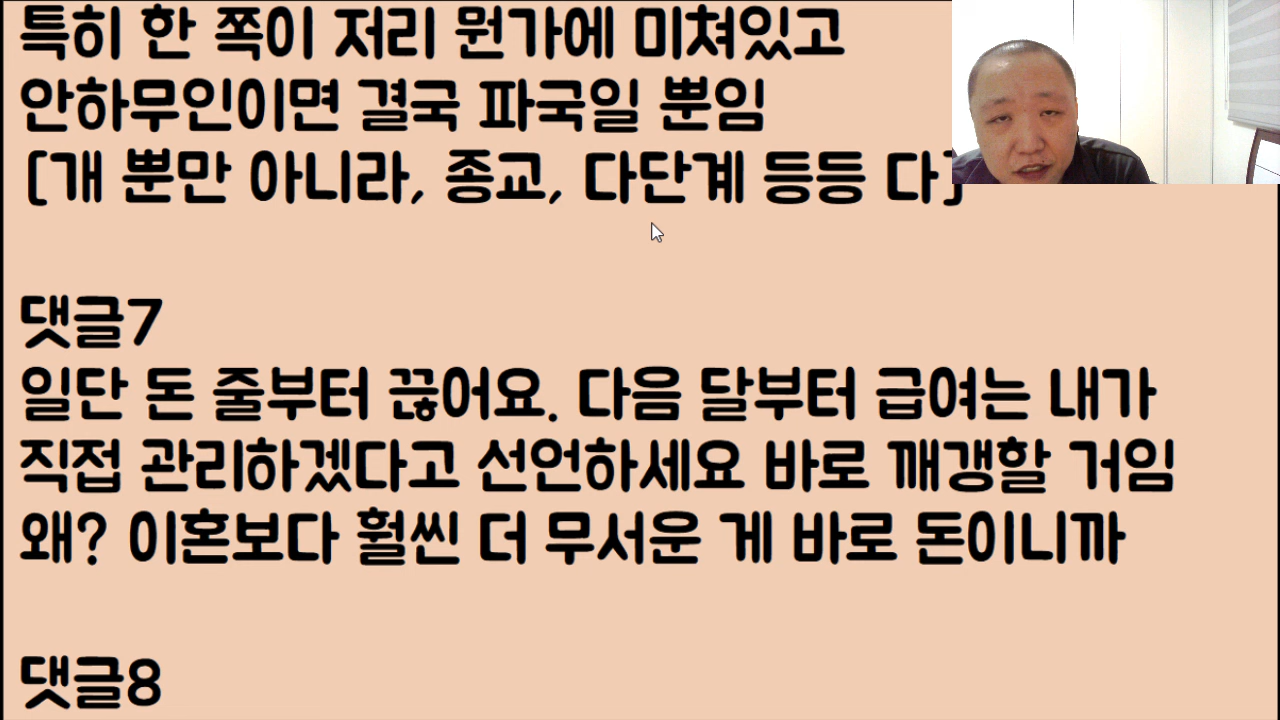 특히 한 쪽이 저리 뭔가에 미쳐있고
안하무인이면 결국 파국일 뿐임
[개 뿐만 아니라, 종교, 다단계 등등 다]
댓글7
일단 돈 줄부터 끊어요. 다음 달부터 급여는 내가
직접 관리하겠다고 선언하세요 바로 깨갱할 거임
왜? 이혼보다 훨씬 더 무서운 게 바로 돈이니까
댓글8